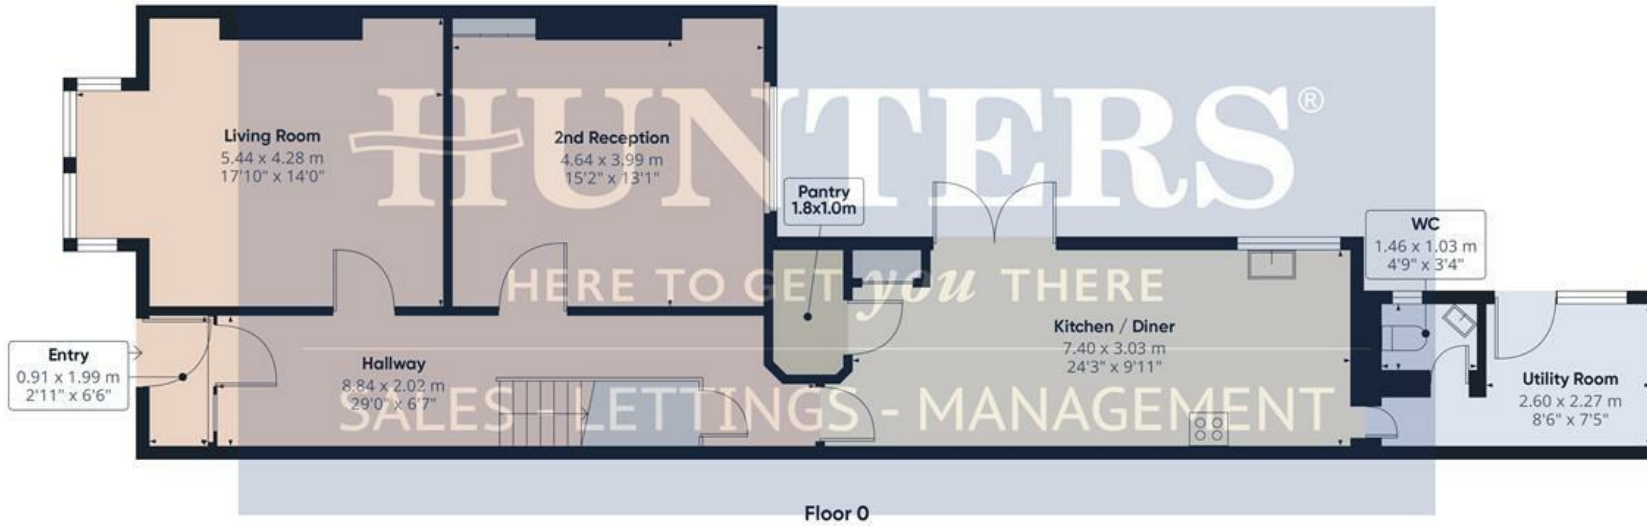 HUNTERS®
HERE TO GET you THERE
SALES - LETTINGS - MANAGEMENT
Living Room
5.44 x 4.28 m
17'10" x 14'0"
2nd Reception
4.64 x 3.99 m
15'2" x 13'1"
Pantry
1.8x1.0m
WC
1.46 x 1.03 m
4'9" x 3'4"
Entry
0.91 x 1.99 m
2'11" x 6'6"
Hallway
8.84 x 2.02 m
29'0" x 6'7"
Kitchen / Diner
7.40 x 3.03 m
24'3" x 9'11"
Utility Room
2.60 x 2.27 m
8'6" x 7'5"
Floor 0